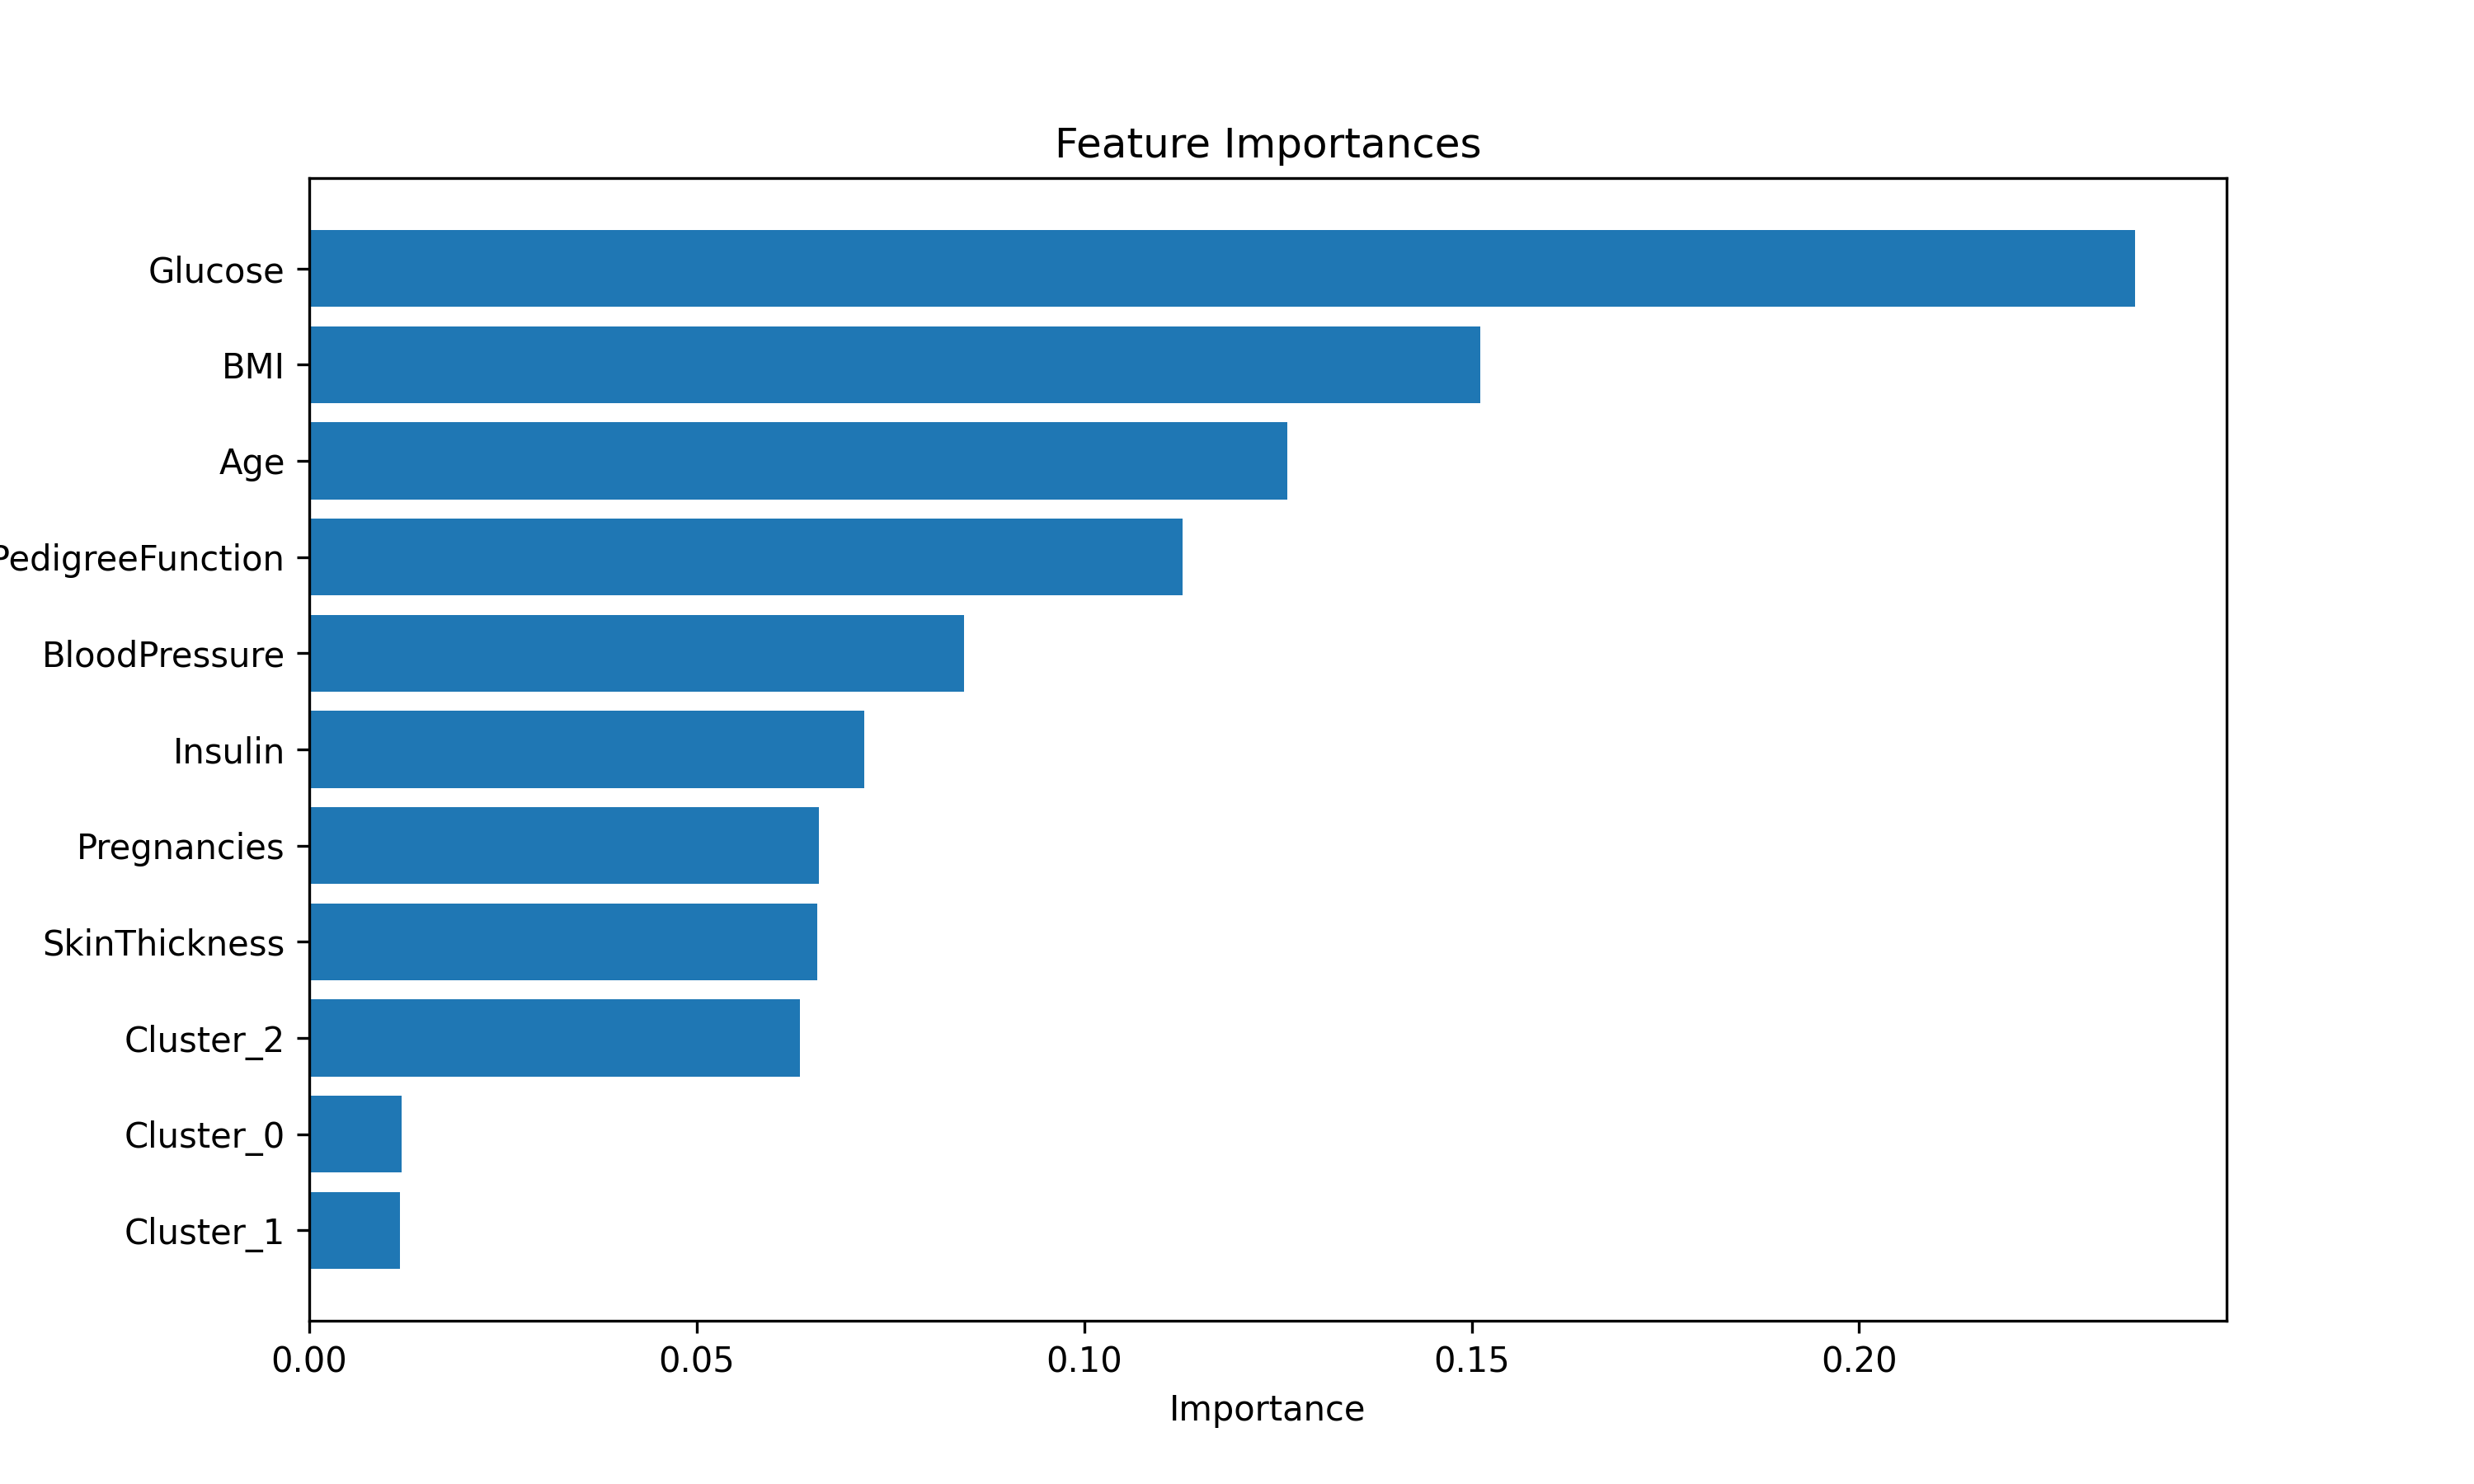 Feature Importances
Glucose
BMI
Age
PedigreeFunction
BloodPressure
Insulin
Pregnancies
SkinThickness
Cluster_2
Cluster_0
Cluster_1
0.00 0.05 0.10 0.15 0.20
Importance